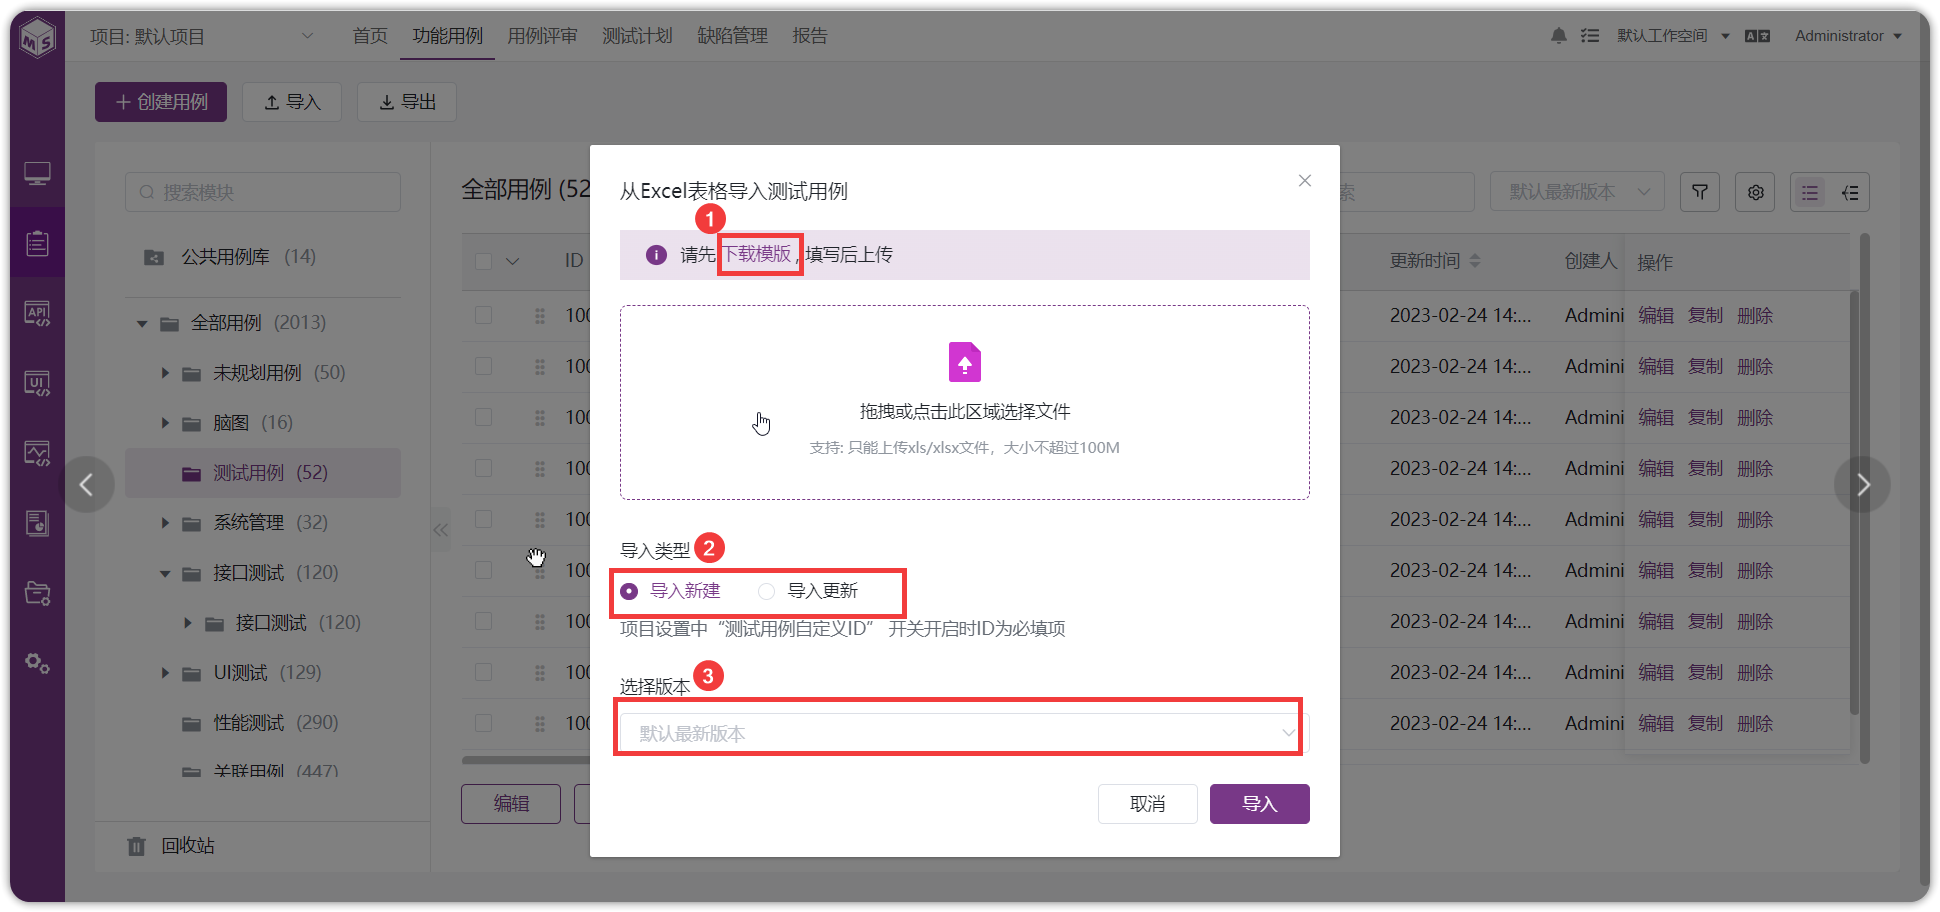 MS
项目: 默认项目
首页
功能用例
用例评审
测试计划
缺陷管理
报告
默认工作空间
Administrator
创建用例
导入
导出
搜索模块
公共用例库 (14)
全部用例 (2013)
未规划用例 (50)
脑图 (16)
测试用例 (52)
系统管理 (32)
接口测试 (120)
接口测试 (120)
UI测试 (129)
性能测试 (290)
关联用例 (447)
回收站
API
UI
全部用例 (52
索
默认最新版本
ID
更新时间
创建人
操作
100
2023-02-24 14:...
Admini
编辑 复制 删除
100
2023-02-24 14:...
Admini
编辑 复制 删除
100
2023-02-24 14:...
Admini
编辑 复制 删除
100
2023-02-24 14:...
Admini
编辑 复制 删除
100
2023-02-24 14:...
Admini
编辑 复制 删除
100
2023-02-24 14:...
Admini
编辑 复制 删除
100
2023-02-24 14:...
Admini
编辑 复制 删除
100
2023-02-24 14:...
Admini
编辑 复制 删除
100
2023-02-24 14:...
Admini
编辑 复制 删除
编辑
从Excel表格导入测试用例
1
请先 下载模版 , 填写后上传
拖拽或点击此区域选择文件
支持: 只能上传xls/xlsx文件，大小不超过100M
导入类型
2
导入新建
导入更新
项目设置中“测试用例自定义ID” 开关开启时ID为必填项
选择版本
3
默认最新版本
取消
导入